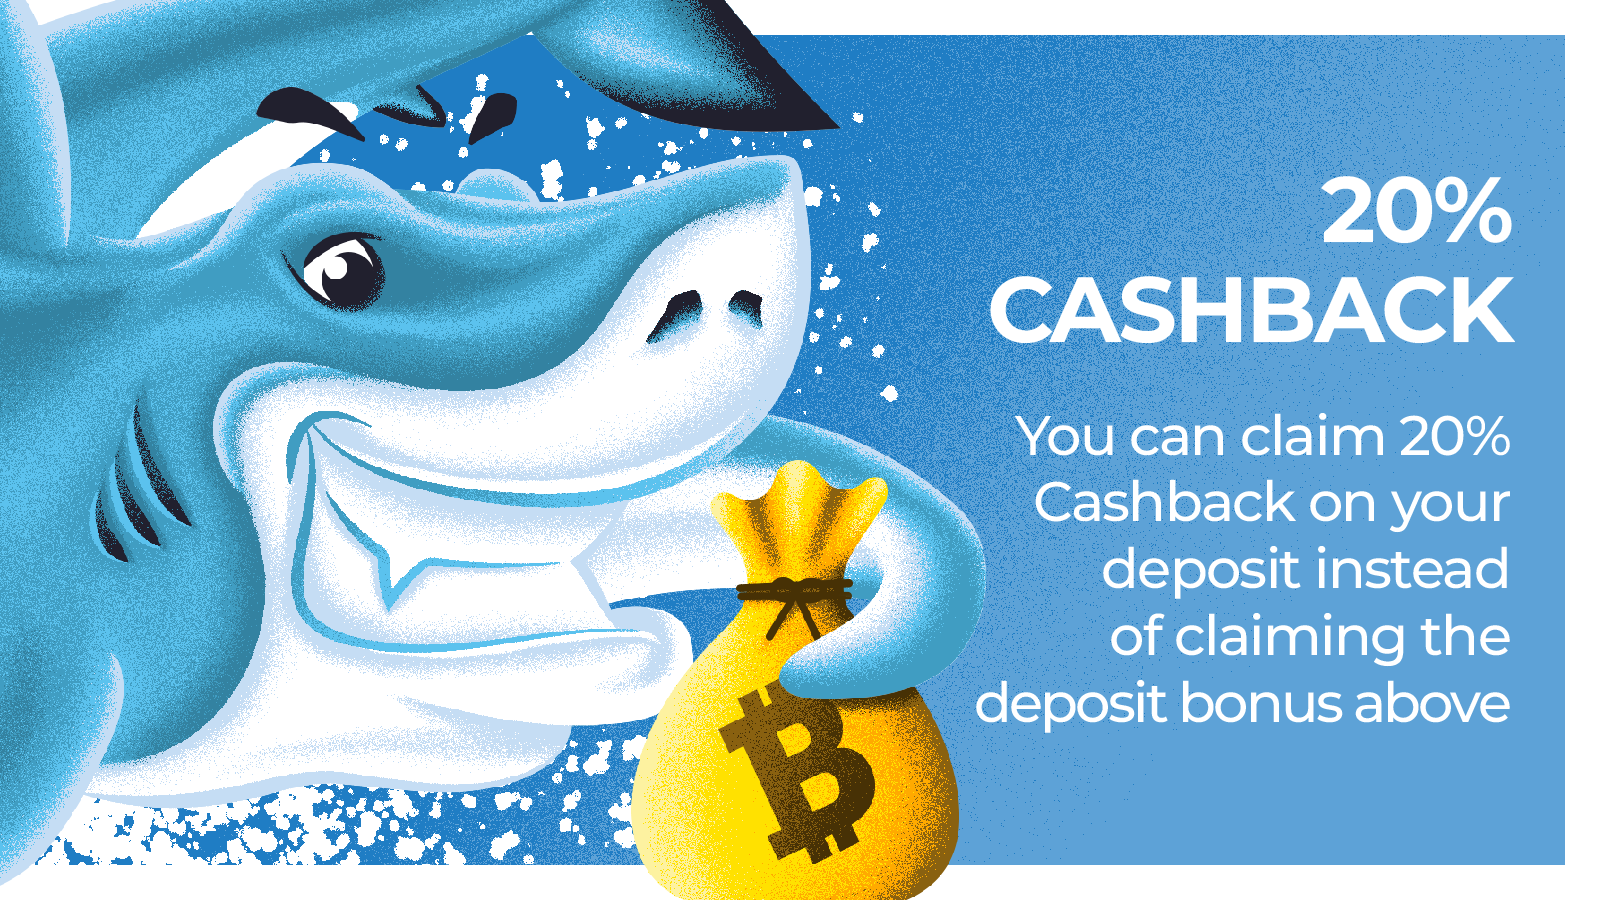 20%
CASHBACK
You can claim 20%
Cashback on your
deposit instead
of claiming the
deposit bonus above